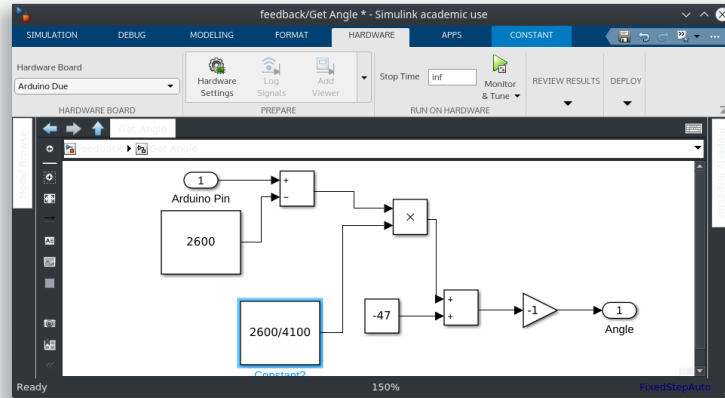 feedback/Get Angle * - Simulink academic use
SIMULATION DEBUG MODELING FORMAT HARDWARE APPS CONSTANT
Hardware Board
Arduino Due
Hardware Settings
Log Signals
Add Viewer
Stop Time inf
Monitor & Tune
REVIEW RESULTS
DEPLOY
HARDWARE BOARD PREPARE RUN ON HARDWARE
Model Browser
Get Angle
feedback Get Angle
1
Arduino Pin
+
−
2600
×
2600/4100
Constant2
-47
+
+
-1
1
Angle
Ready 150% FixedStepAuto